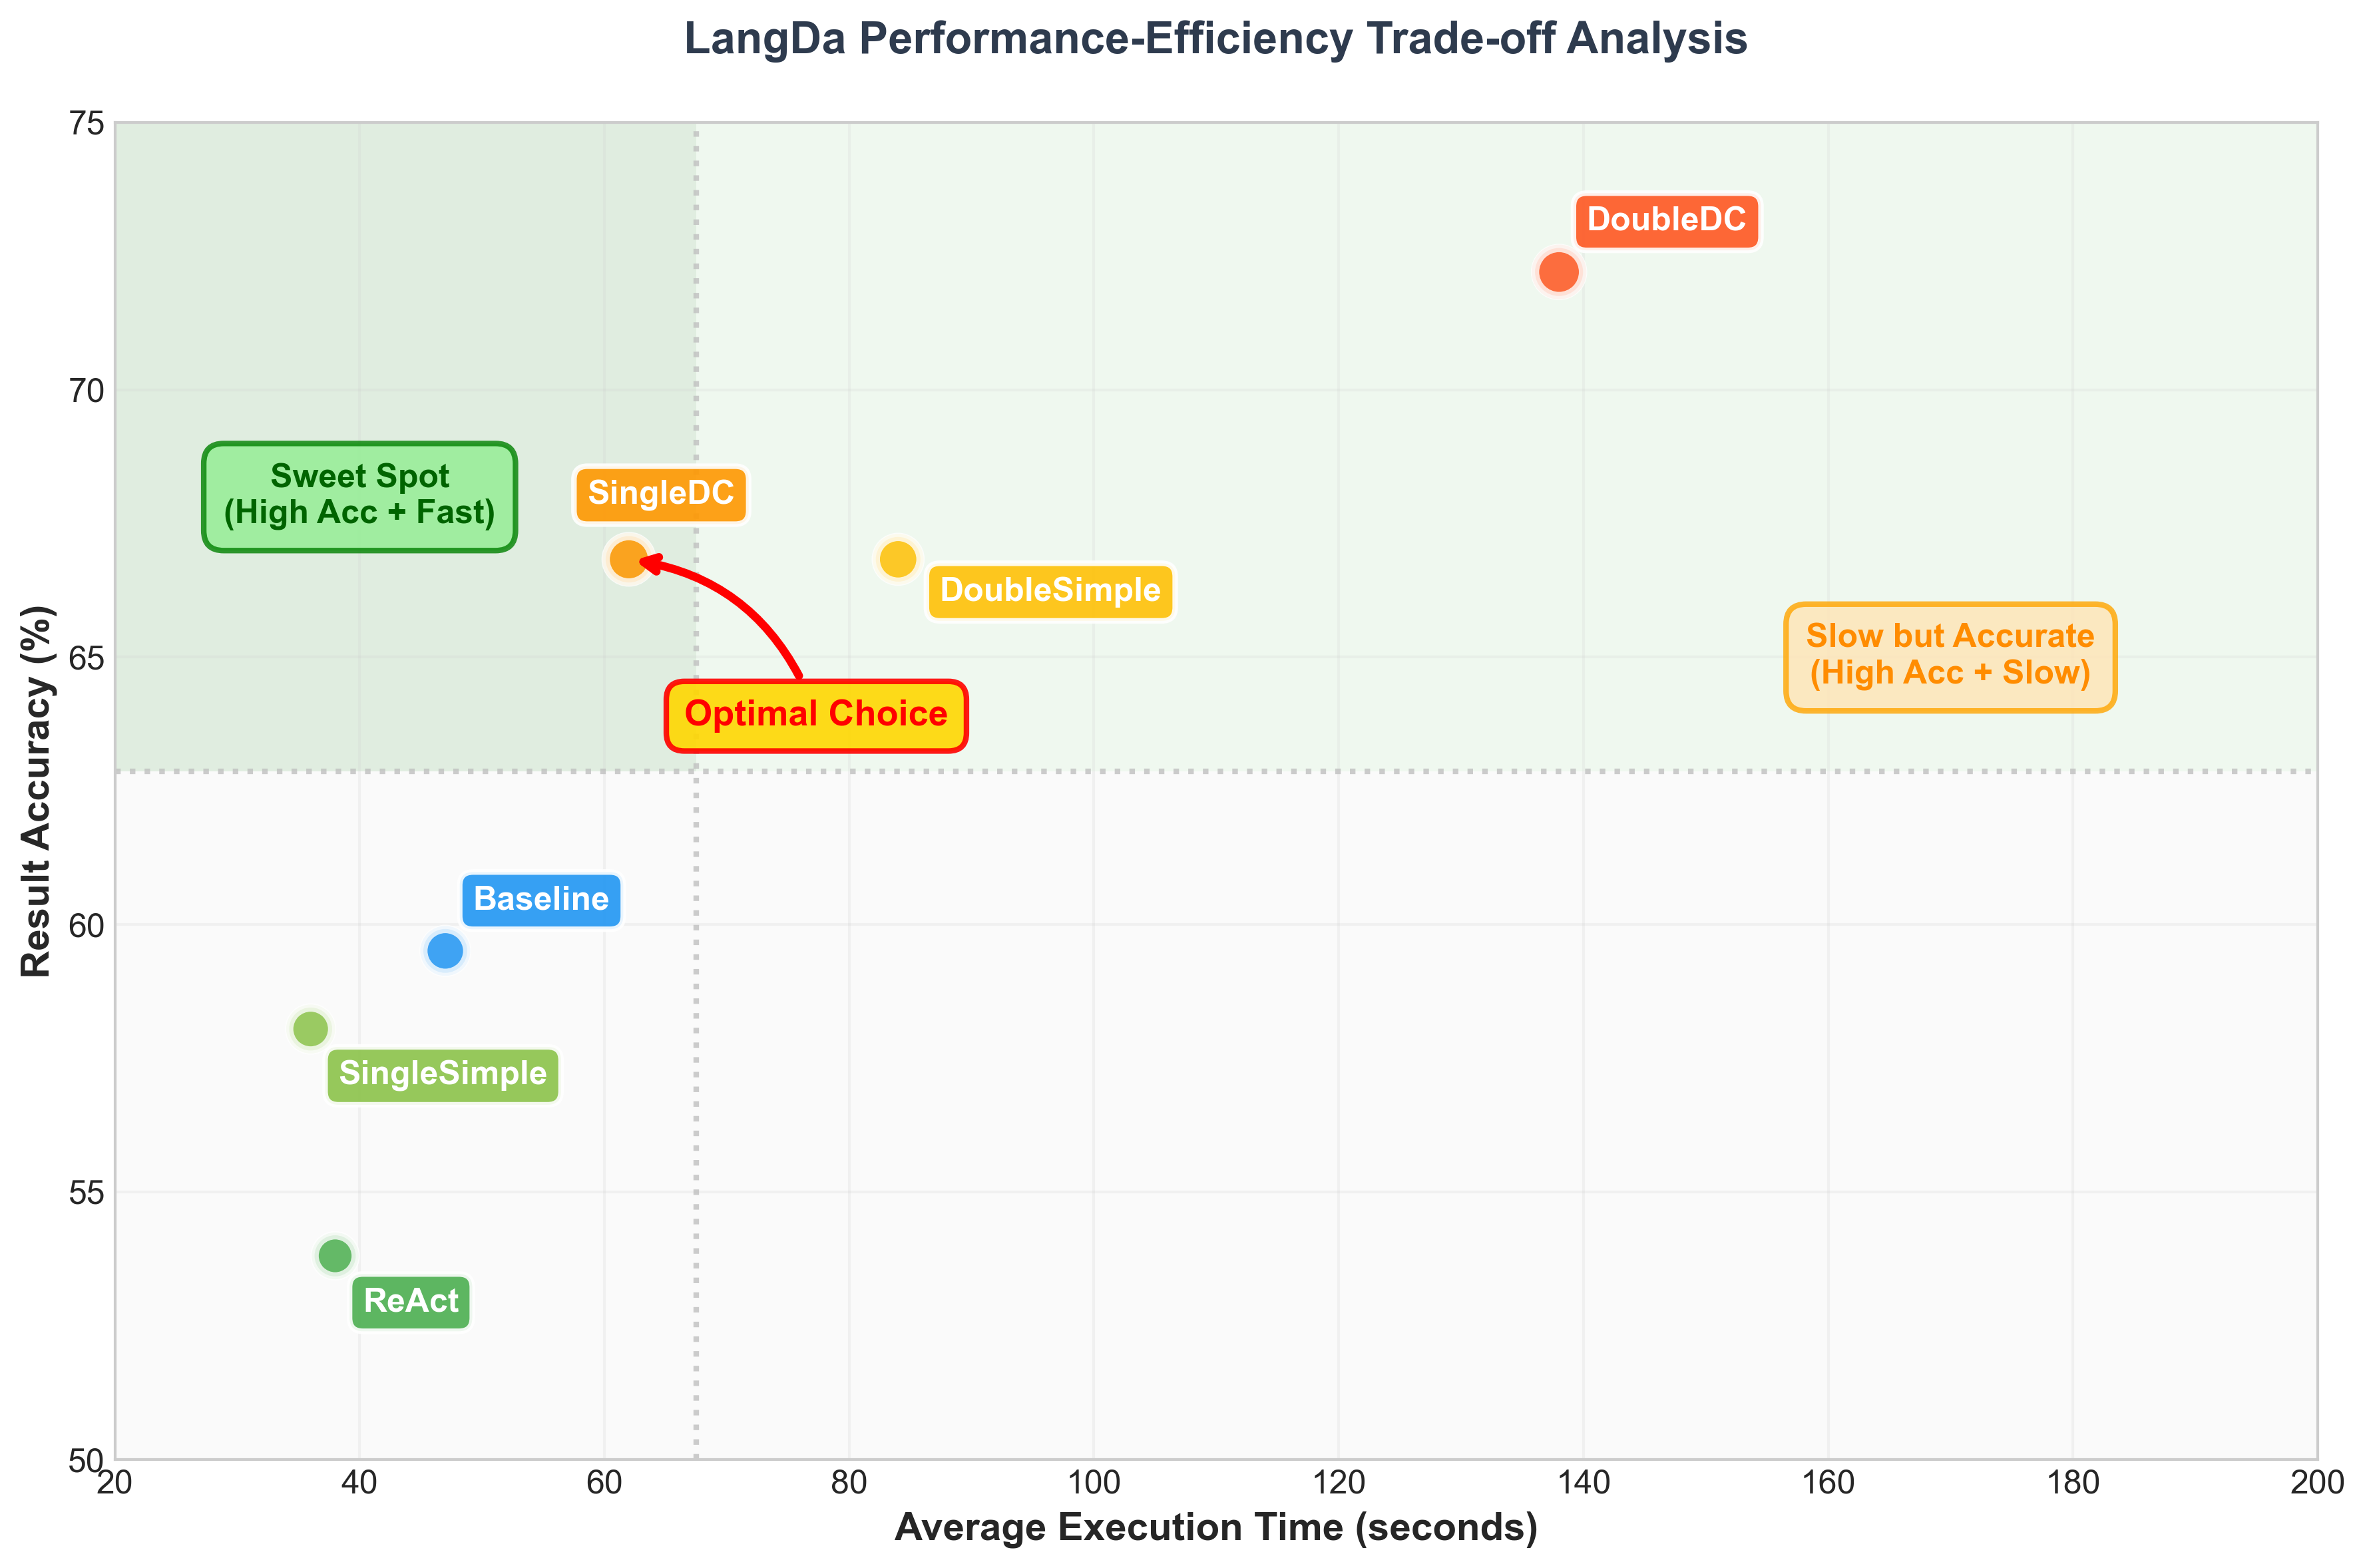 LangDa Performance-Efficiency Trade-off Analysis
Result Accuracy (%)
75
70
65
60
55
50
DoubleDC
Sweet Spot
(High Acc + Fast)
SingleDC
DoubleSimple
Slow but Accurate
(High Acc + Slow)
Optimal Choice
Baseline
SingleSimple
ReAct
20 40 60 80 100 120 140 160 180 200
Average Execution Time (seconds)